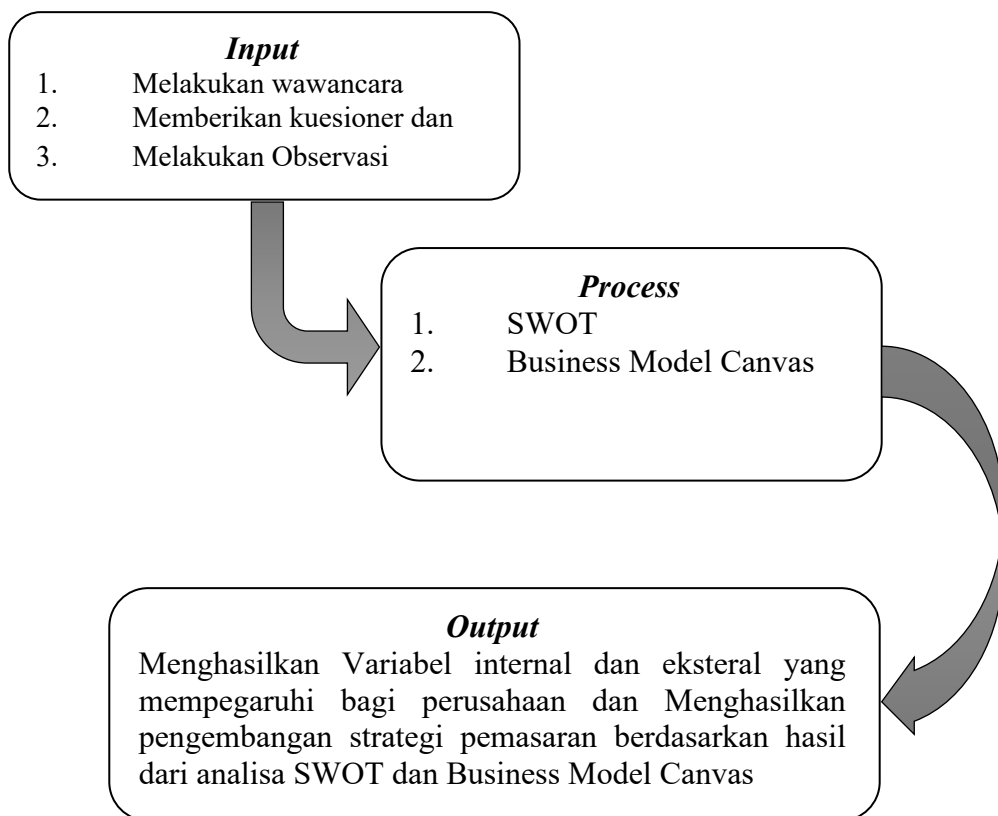 Input
1. Melakukan wawancara
2. Memberikan kuesioner dan
3. Melakukan Observasi
Process
1. SWOT
2. Business Model Canvas
Output
Menghasilkan Variabel internal dan eksteral yang
mempegaruhi bagi perusahaan dan Menghasilkan
pengembangan strategi pemasaran berdasarkan hasil
dari analisa SWOT dan Business Model Canvas